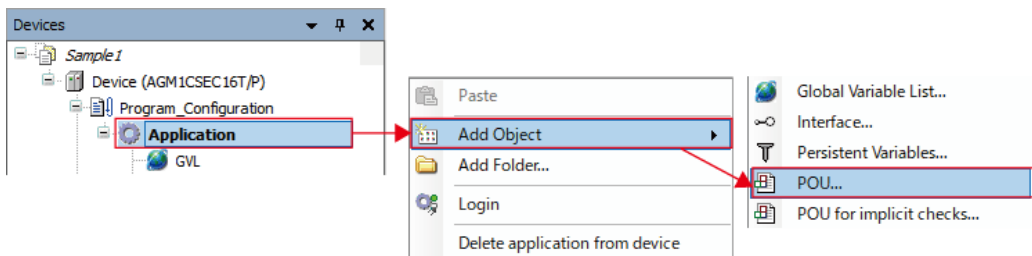 Devices
Sample1
Device (AGM1CSEC16T/P)
Program_Configuration
Application
GVL
Paste
Add Object
Add Folder...
Login
Delete application from device
Global Variable List...
Interface...
Persistent Variables...
POU...
POU for implicit checks...